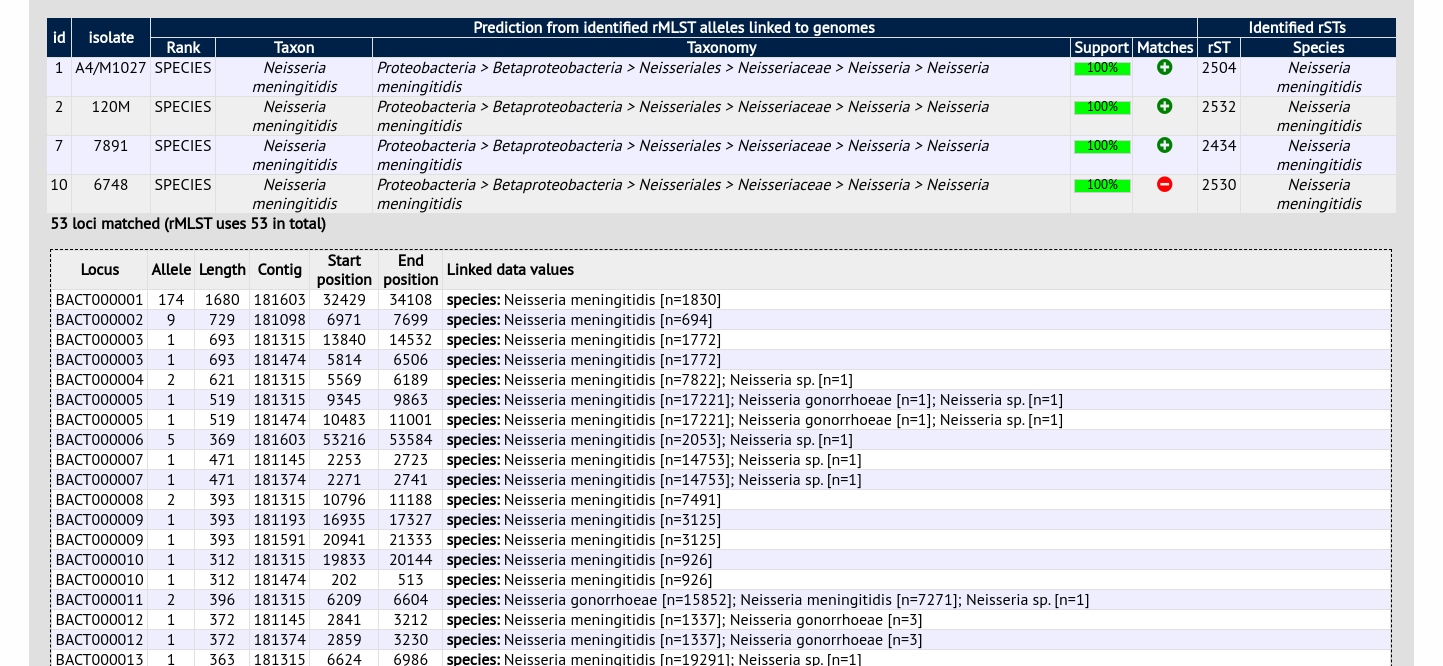 id isolate Prediction from identified rMLST alleles linked to genomes Identified rSTs
Rank Taxon Taxonomy Support Matches rST Species
1 A4/M1027 SPECIES Neisseria Proteobacteria > Betaproteobacteria > Neisseriales > Neisseriaceae > Neisseria > Neisseria 100% 2504 Neisseria
meningitidis meningitidis meningitidis
2 120M SPECIES Neisseria Proteobacteria > Betaproteobacteria > Neisseriales > Neisseriaceae > Neisseria > Neisseria 100% 2532 Neisseria
meningitidis meningitidis meningitidis
7 7891 SPECIES Neisseria Proteobacteria > Betaproteobacteria > Neisseriales > Neisseriaceae > Neisseria > Neisseria 100% 2434 Neisseria
meningitidis meningitidis meningitidis
10 6748 SPECIES Neisseria Proteobacteria > Betaproteobacteria > Neisseriales > Neisseriaceae > Neisseria > Neisseria 100% 2530 Neisseria
meningitidis meningitidis meningitidis
53 loci matched (rMLST uses 53 in total)
Locus Allele Length Contig Start position End position Linked data values
BACT000001 174 1680 181603 32429 34108 species: Neisseria meningitidis [n=1830]
BACT000002 9 729 181098 6971 7699 species: Neisseria meningitidis [n=694]
BACT000003 1 693 181315 13840 14532 species: Neisseria meningitidis [n=1772]
BACT000003 1 693 181474 5814 6506 species: Neisseria meningitidis [n=1772]
BACT000004 2 621 181315 5569 6189 species: Neisseria meningitidis [n=7822]; Neisseria sp. [n=1]
BACT000005 1 519 181315 9345 9863 species: Neisseria meningitidis [n=17221]; Neisseria gonorrhoeae [n=1]; Neisseria sp. [n=1]
BACT000005 1 519 181474 10483 11001 species: Neisseria meningitidis [n=17221]; Neisseria gonorrhoeae [n=1]; Neisseria sp. [n=1]
BACT000006 5 369 181603 53216 53584 species: Neisseria meningitidis [n=2053]; Neisseria sp. [n=1]
BACT000007 1 471 181145 2253 2723 species: Neisseria meningitidis [n=14753]; Neisseria sp. [n=1]
BACT000007 1 471 181374 2271 2741 species: Neisseria meningitidis [n=14753]; Neisseria sp. [n=1]
BACT000008 2 393 181315 10796 11188 species: Neisseria meningitidis [n=7491]
BACT000009 1 393 181193 16935 17327 species: Neisseria meningitidis [n=3125]
BACT000009 1 393 181591 20941 21333 species: Neisseria meningitidis [n=3125]
BACT000010 1 312 181315 19833 20144 species: Neisseria meningitidis [n=926]
BACT000010 1 312 181474 202 513 species: Neisseria meningitidis [n=926]
BACT000011 2 396 181315 6209 6604 species: Neisseria gonorrhoeae [n=15852]; Neisseria meningitidis [n=7271]; Neisseria sp. [n=1]
BACT000012 1 372 181145 2841 3212 species: Neisseria meningitidis [n=1337]; Neisseria gonorrhoeae [n=3]
BACT000012 1 372 181374 2859 3230 species: Neisseria meningitidis [n=1337]; Neisseria gonorrhoeae [n=3]
BACT000013 1 363 181315 6624 6986 species: Neisseria meningitidis [n=19291]; Neisseria sp. [n=1]